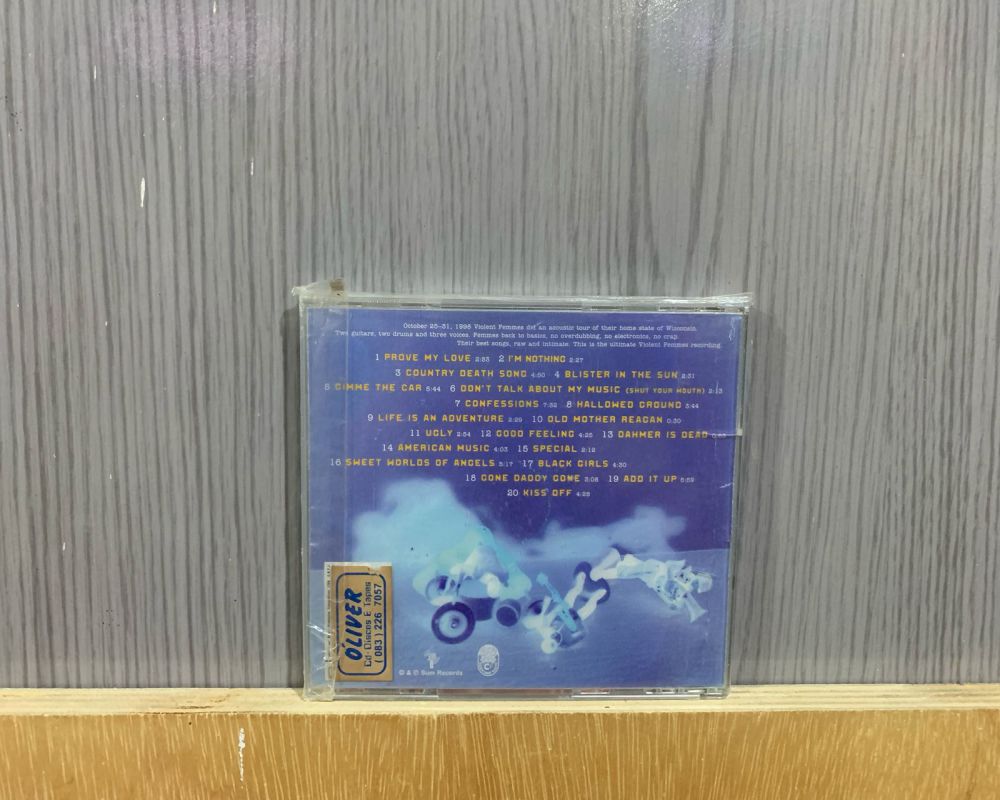 October 25-31, 1998 Violent Femmes did an acoustic tour of their home state of Wisconsin.
Two guitars, two drums and three voices. Femmes back to basics, no overdubbing, no electronics, no crap.
Their best songs, raw and intimate. This is the ultimate Violent Femmes recording.
1 PROVE MY LOVE 2:53 2 I'M NOTHING 2:27
3 COUNTRY DEATH SONG 4:50 4 BLISTER IN THE SUN 2:31
5 GIMME THE CAR 5:44 6 DON'T TALK ABOUT MY MUSIC (SHUT YOUR MOUTH) 2:13
7 CONFESSIONS 7:32 8 HALLOWED GROUND 3:44
9 LIFE IS AN ADVENTURE 2:29 10 OLD MOTHER REAGAN 0:30
11 UGLY 2:54 12 GOOD FEELING 4:25 13 DAHMER IS DEAD
14 AMERICAN MUSIC 4:03 15 SPECIAL 2:12
16 SWEET WORLDS OF ANGELS 5:17 17 BLACK GIRLS 4:30
18 GONE DADDY GONE 3:08 19 ADD IT UP 5:59
20 KISS OFF 4:28
O'LIVER
Cd-Discos E Tapes
(083) 226 7057
© & ℗ Sum Records